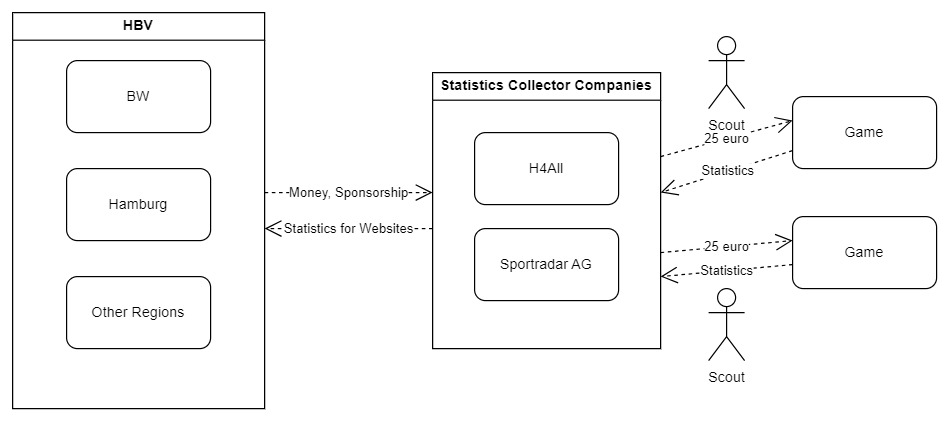 HBV
BW
Hamburg
Other Regions
Money, Sponsorship
Statistics for Websites
Statistics Collector Companies
H4All
Sportradar AG
Scout
25 euro
Statistics
Game
25 euro
Statistics
Game
Scout